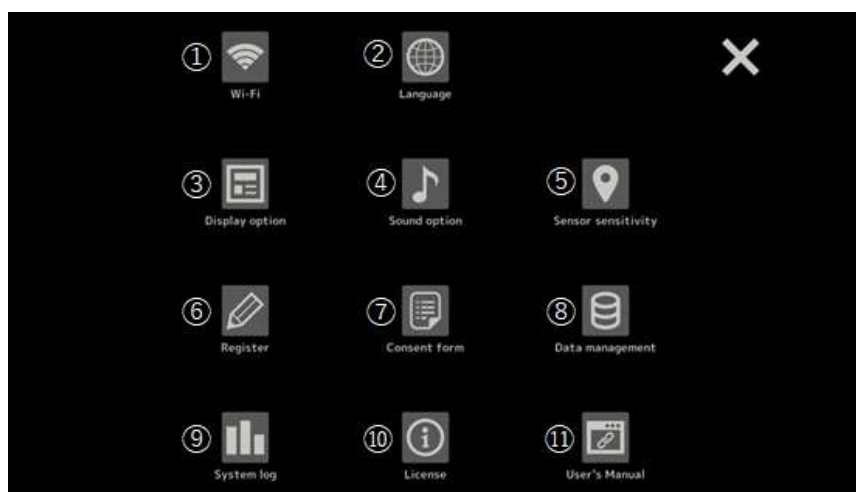 ① ②
Wi-Fi Language
③ ④ ⑤
Display option Sound option Sensor sensitivity
⑥ ⑦ ⑧
Register Consent form Data management
⑨ ⑩ ⑪
System log License User's Manual